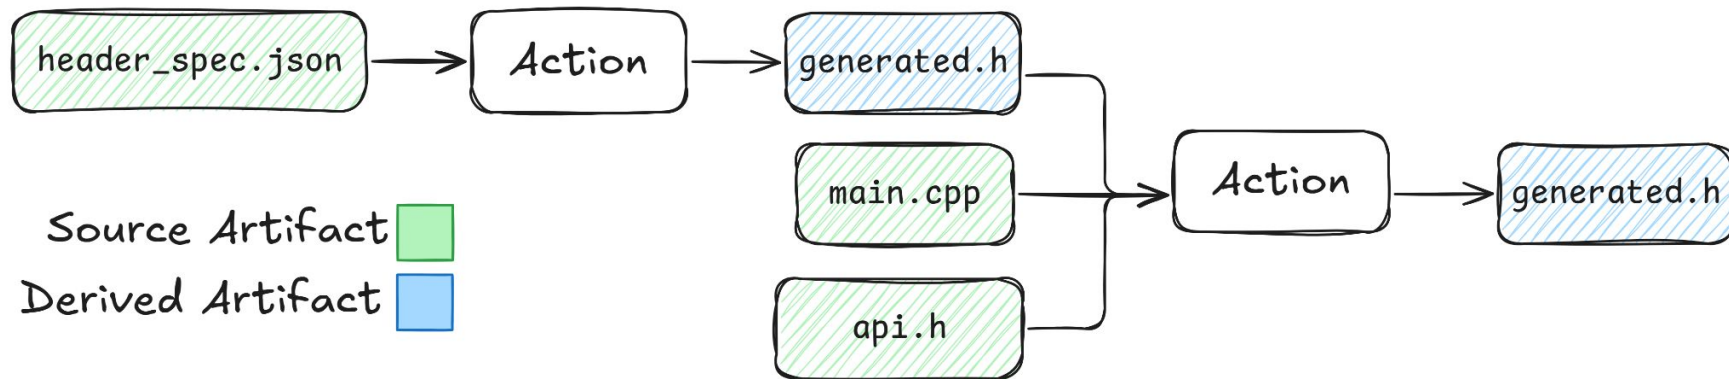 header_spec.json
Action
generated.h
main.cpp
Action
generated.h
api.h
Source Artifact
Derived Artifact